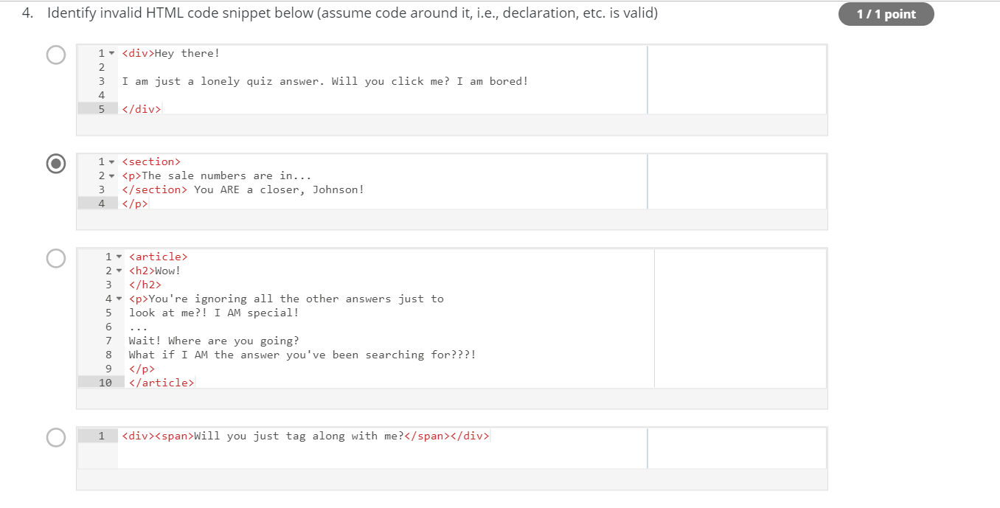 4. Identify invalid HTML code snippet below (assume code around it, i.e., declaration, etc. is valid)
1 / 1 point
1 <div>Hey there!
2
3 I am just a lonely quiz answer. Will you click me? I am bored!
4
5 </div>
1 <section>
2 <p>The sale numbers are in...
3 </section> You ARE a closer, Johnson!
4 </p>
1 <article>
2 <h2>Wow!
3 </h2>
4 <p>You're ignoring all the other answers just to
5 look at me?! I AM special!
6 ...
7 Wait! Where are you going?
8 What if I AM the answer you've been searching for???!
9 </p>
10 </article>
1 <div><span>Will you just tag along with me?</span></div>